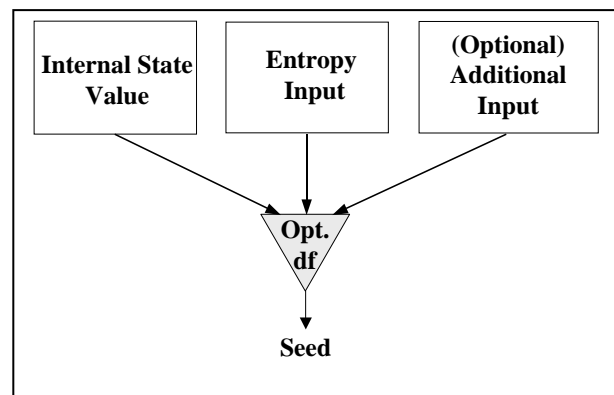 Internal State
Value
Entropy
Input
(Optional)
Additional
Input
Opt.
df
Seed